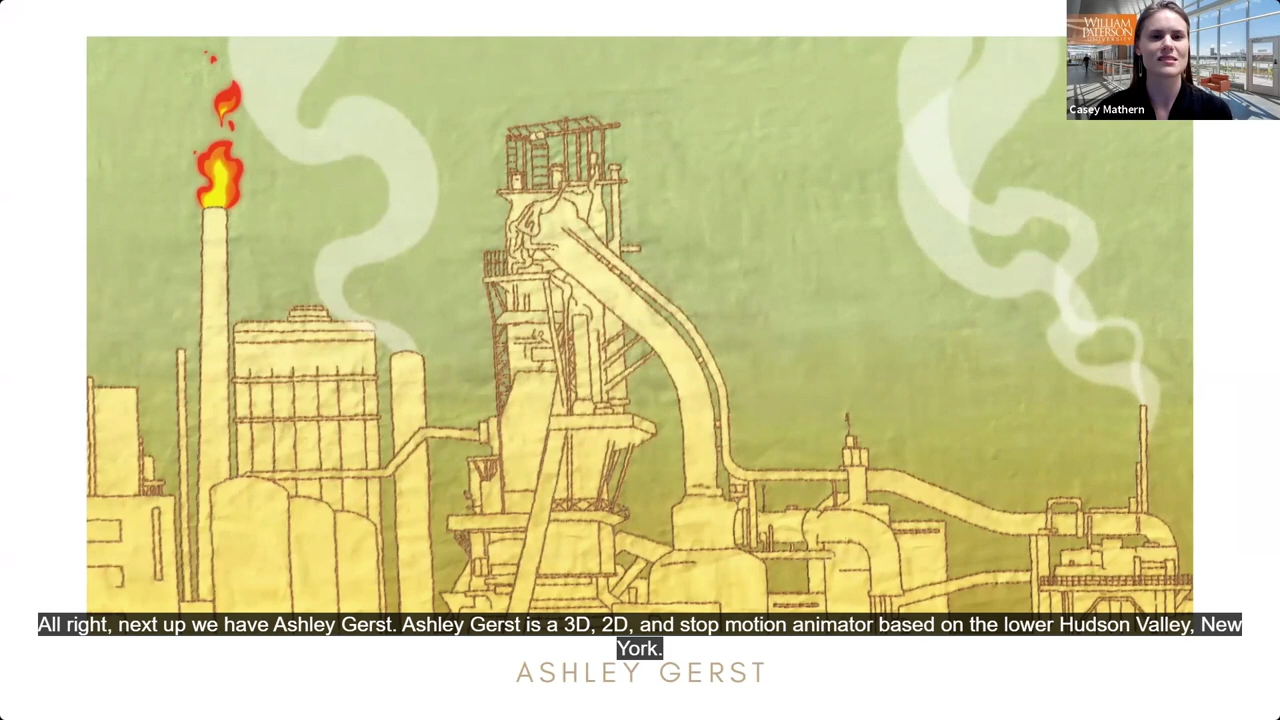 WILLIAM
PATERSON
UNIVERSITY
Casey Mathern
All right, next up we have Ashley Gerst. Ashley Gerst is a 3D, 2D, and stop motion animator based on the lower Hudson Valley, New
York.
ASHLEY GERST